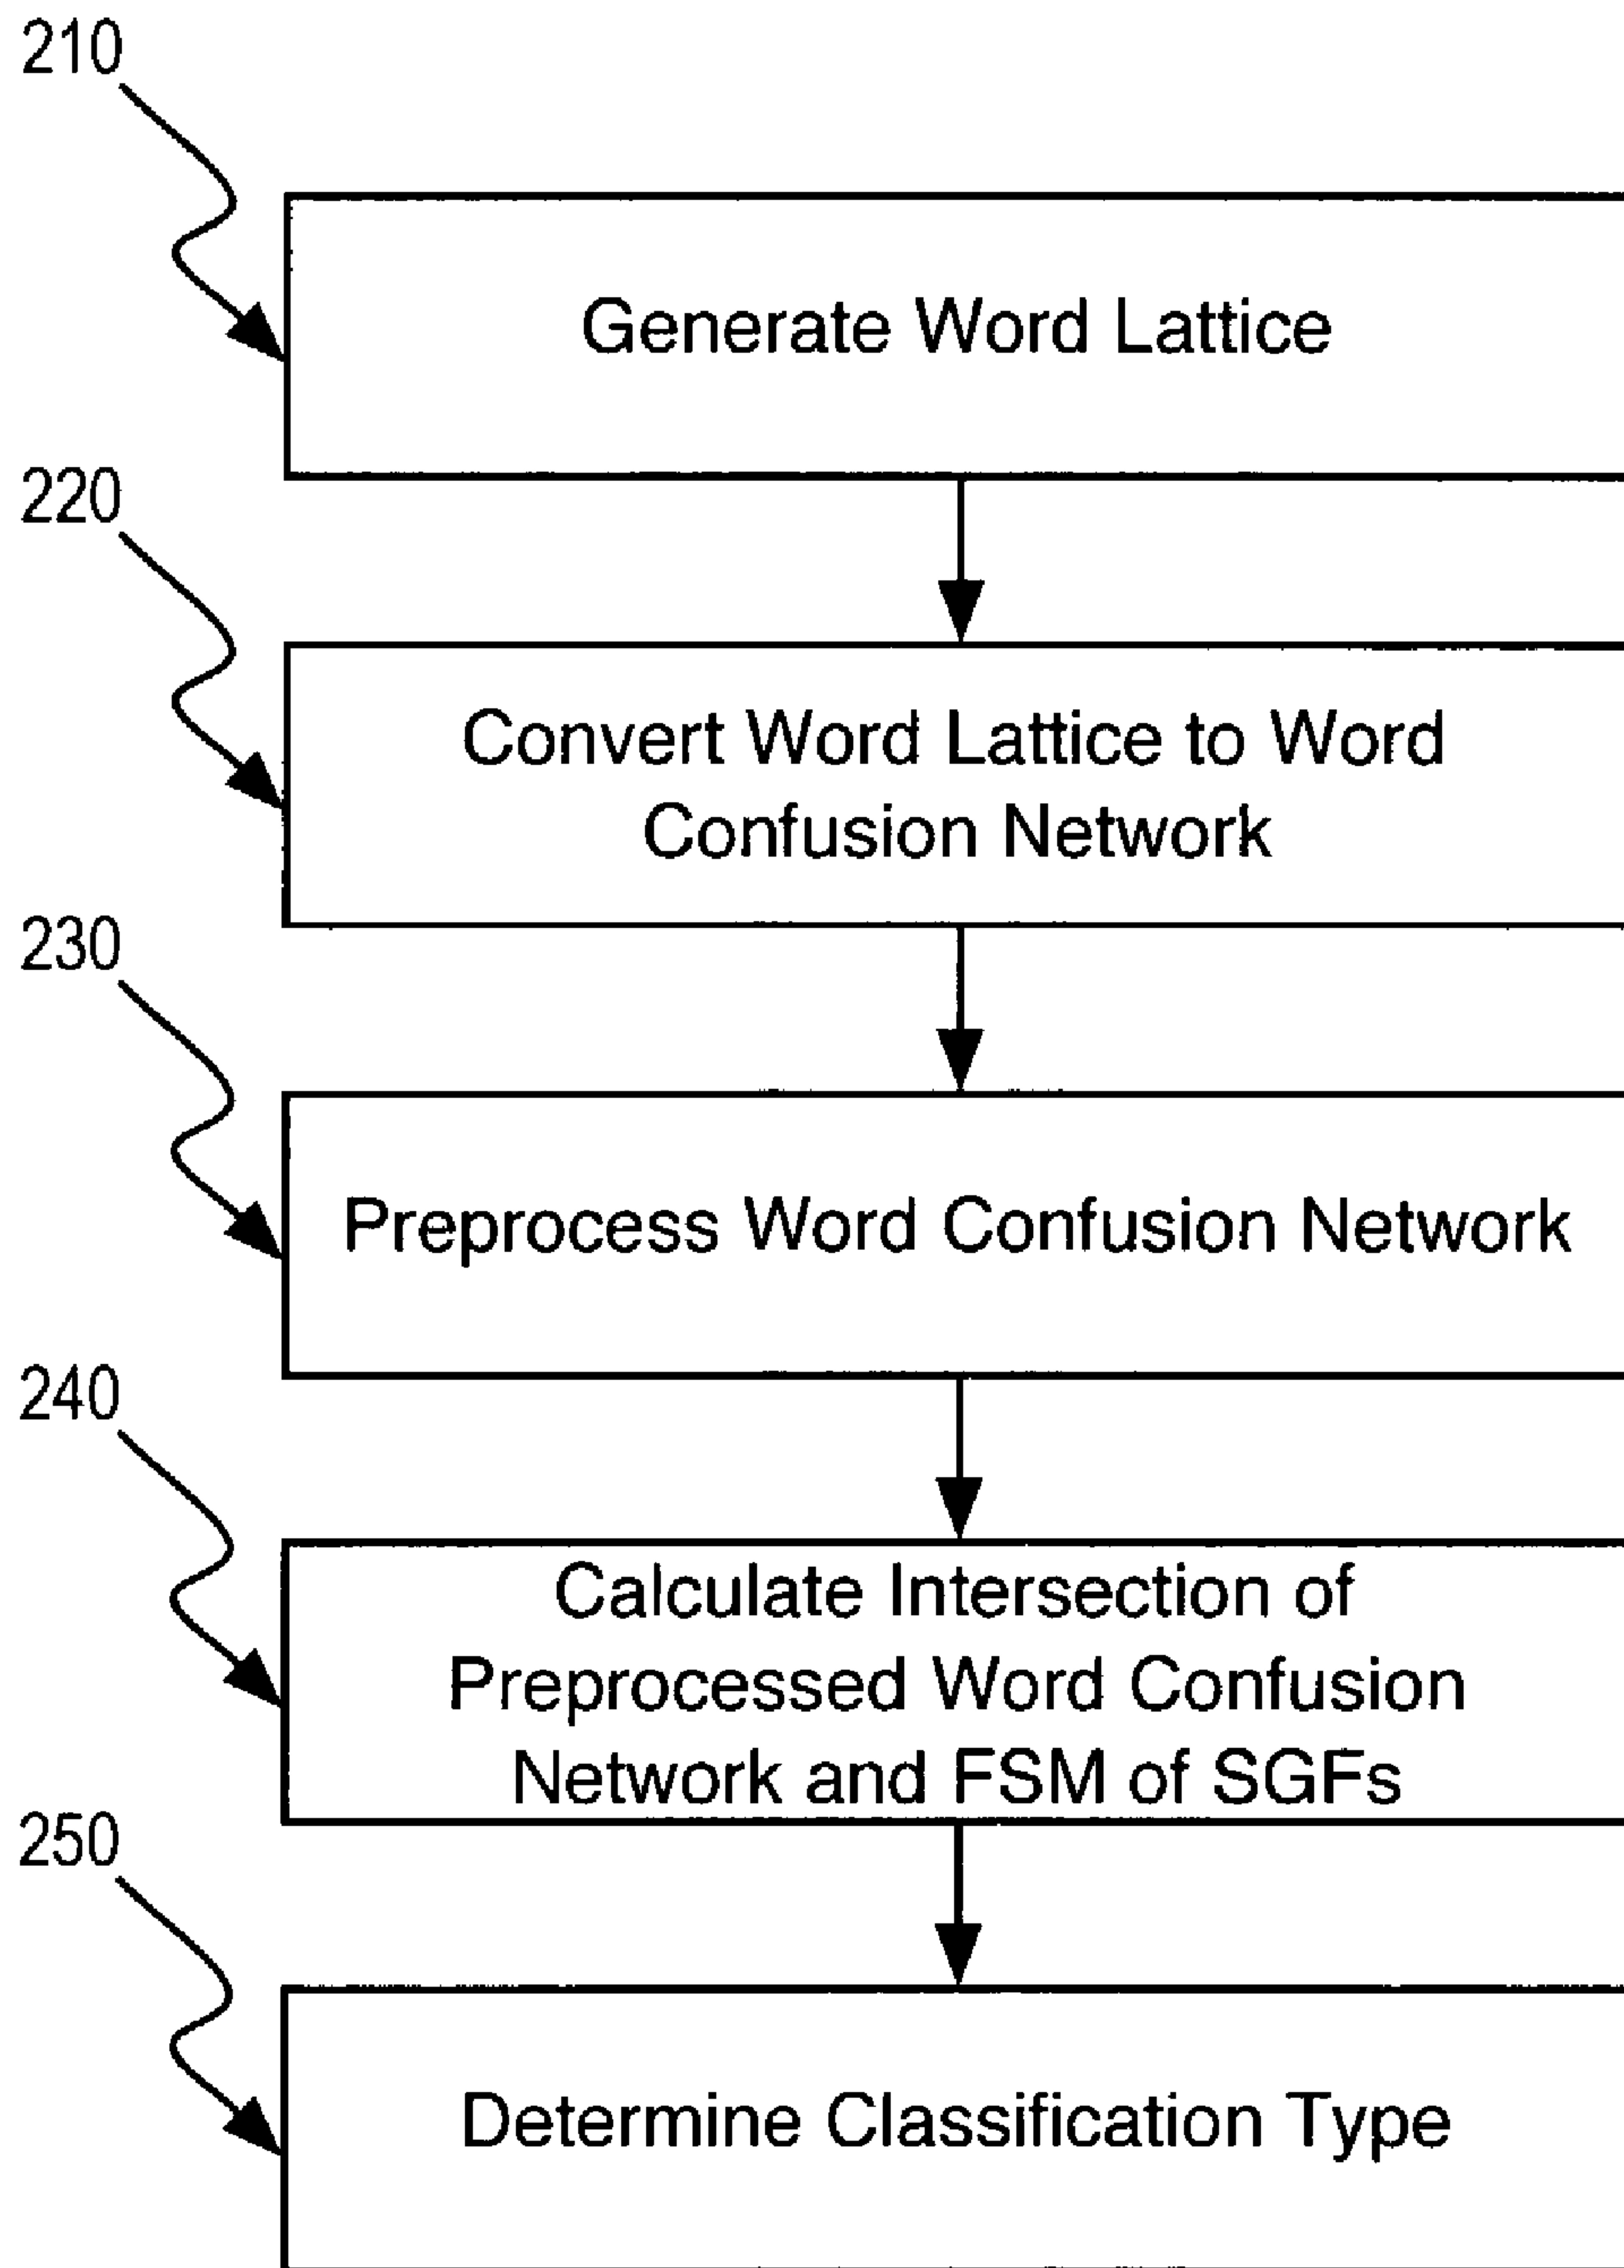 210
Generate Word Lattice
220
Convert Word Lattice to Word
Confusion Network
230
Preprocess Word Confusion Network
240
Calculate Intersection of
Preprocessed Word Confusion
Network and FSM of SGFs
250
Determine Classification Type